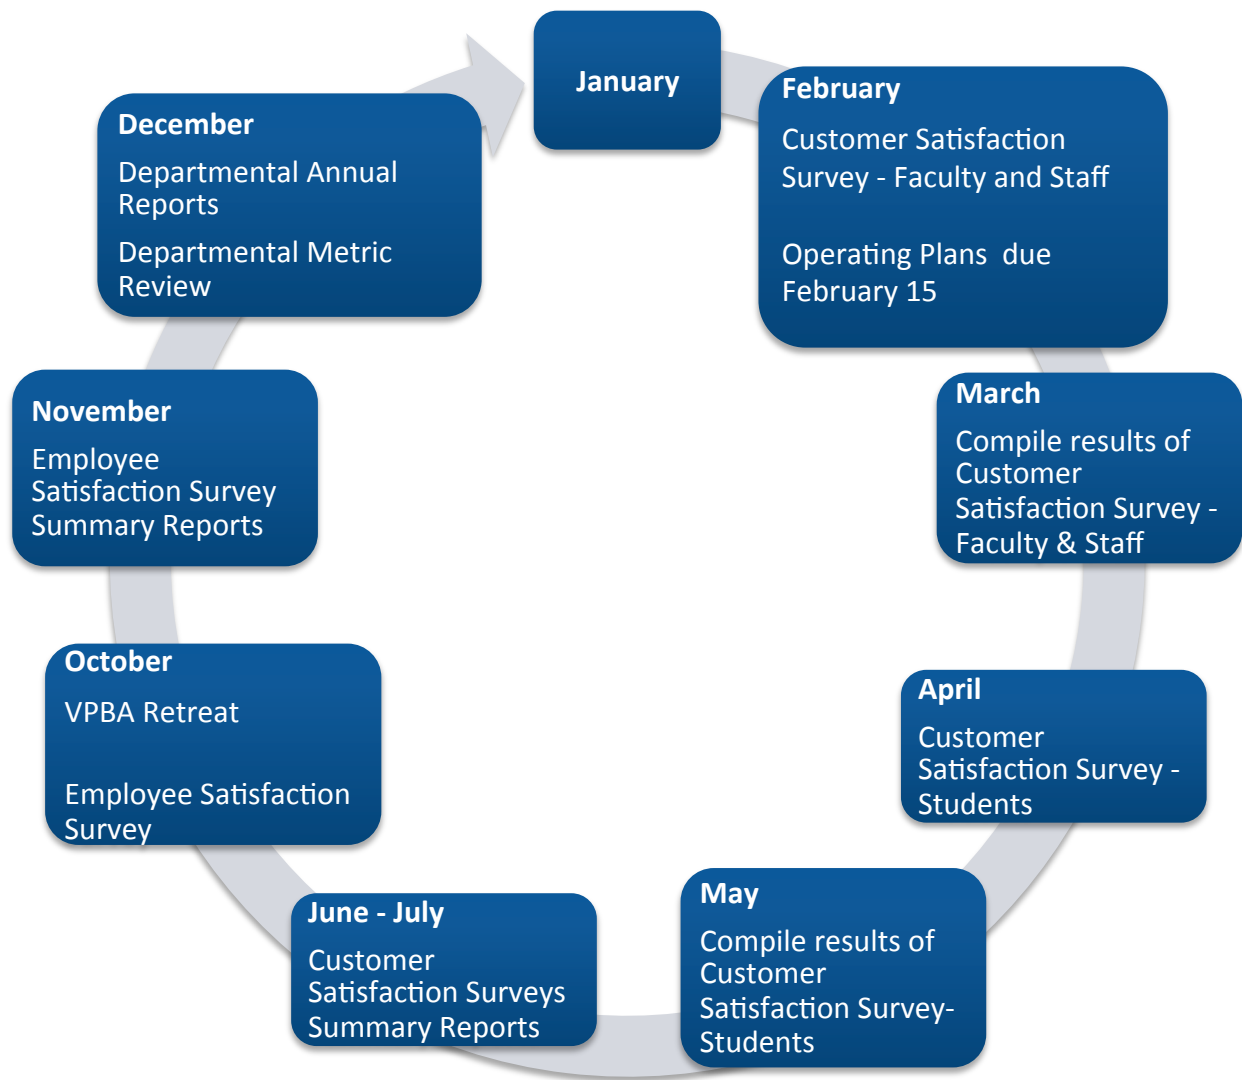 January
February
Customer Satisfaction
Survey - Faculty and Staff
Operating Plans  due
February 15
March
Compile results of
Customer
Satisfaction Survey -
Faculty & Staff
April
Customer
Satisfaction Survey -
Students
May
Compile results of
Customer
Satisfaction Survey-
Students
June - July
Customer
Satisfaction Surveys
Summary Reports
October
VPBA Retreat
Employee Satisfaction
Survey
November
Employee
Satisfaction Survey
Summary Reports
December
Departmental Annual
Reports
Departmental Metric
Review